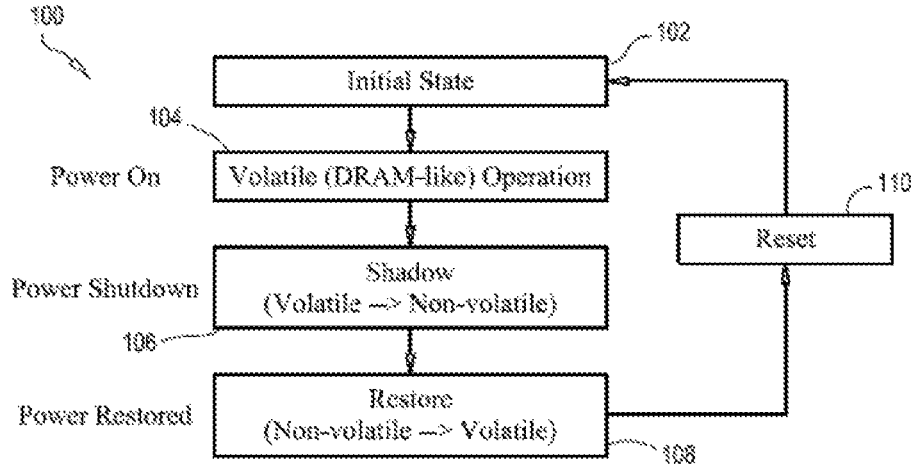 100
102
Initial State
104
Power On
Volatile (DRAM-like) Operation
110
Reset
Power Shutdown
Shadow
(Volatile --> Non-volatile)
106
Power Restored
Restore
(Non-volatile --> Volatile)
108